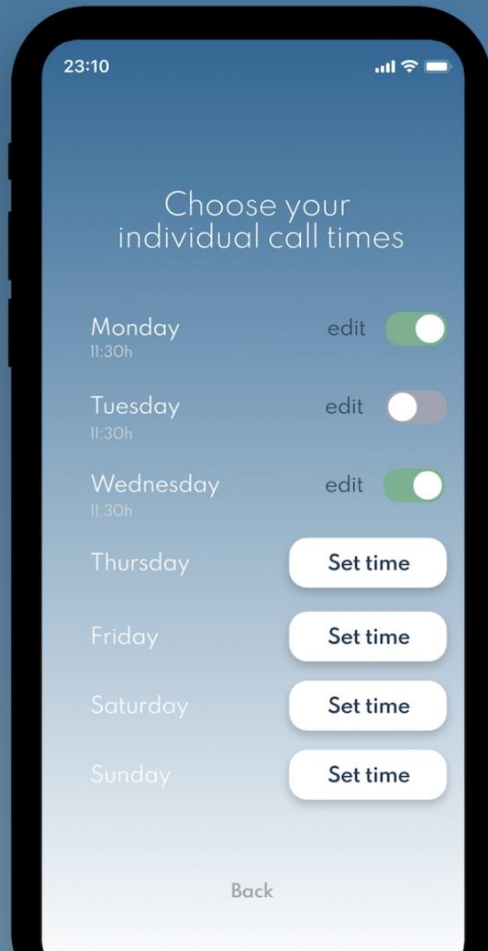 23:10
Choose your
individual call times
Monday edit
11:30h
Tuesday edit
11:30h
Wednesday edit
11:30h
Thursday Set time
Friday Set time
Saturday Set time
Sunday Set time
Back